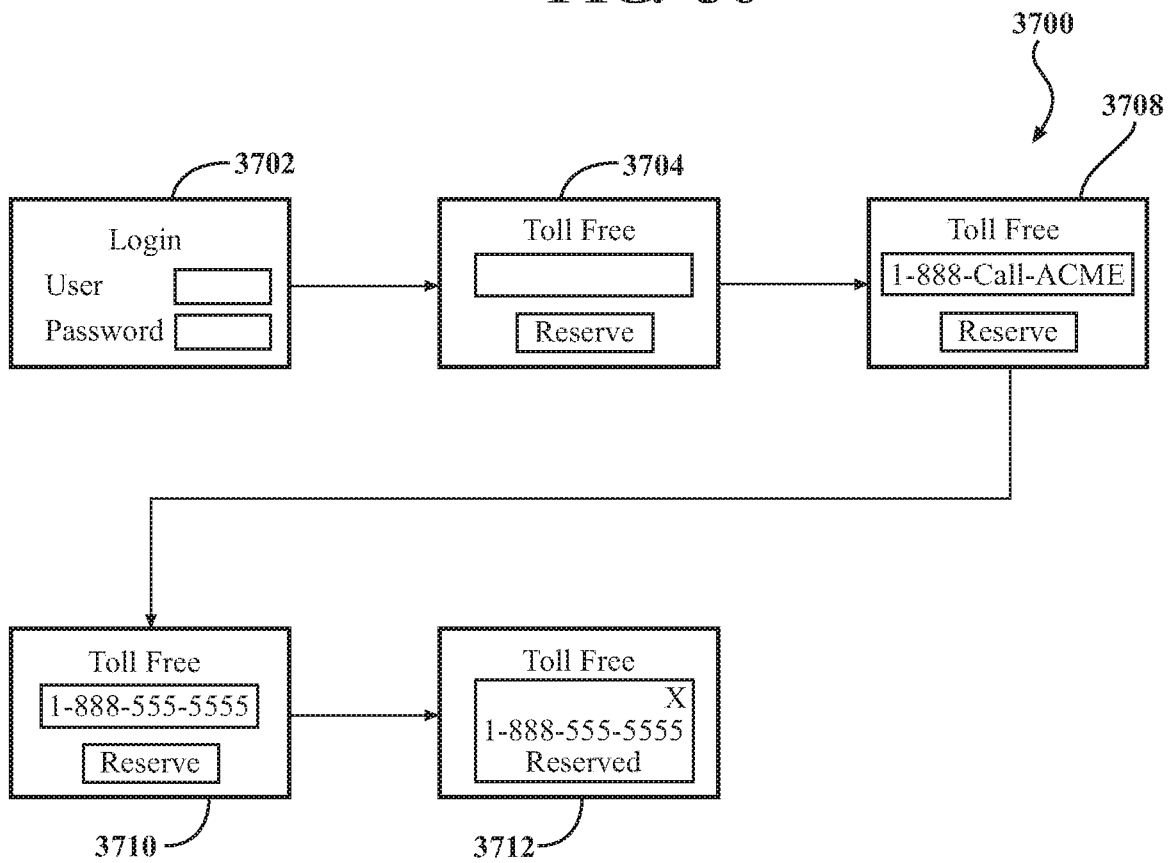 3700
3708
3702
3704
Login
User
Password
Toll Free
Reserve
Toll Free
1-888-Call-ACME
Reserve
Toll Free
1-888-555-5555
Reserve
Toll Free
X
1-888-555-5555
Reserved
3710
3712